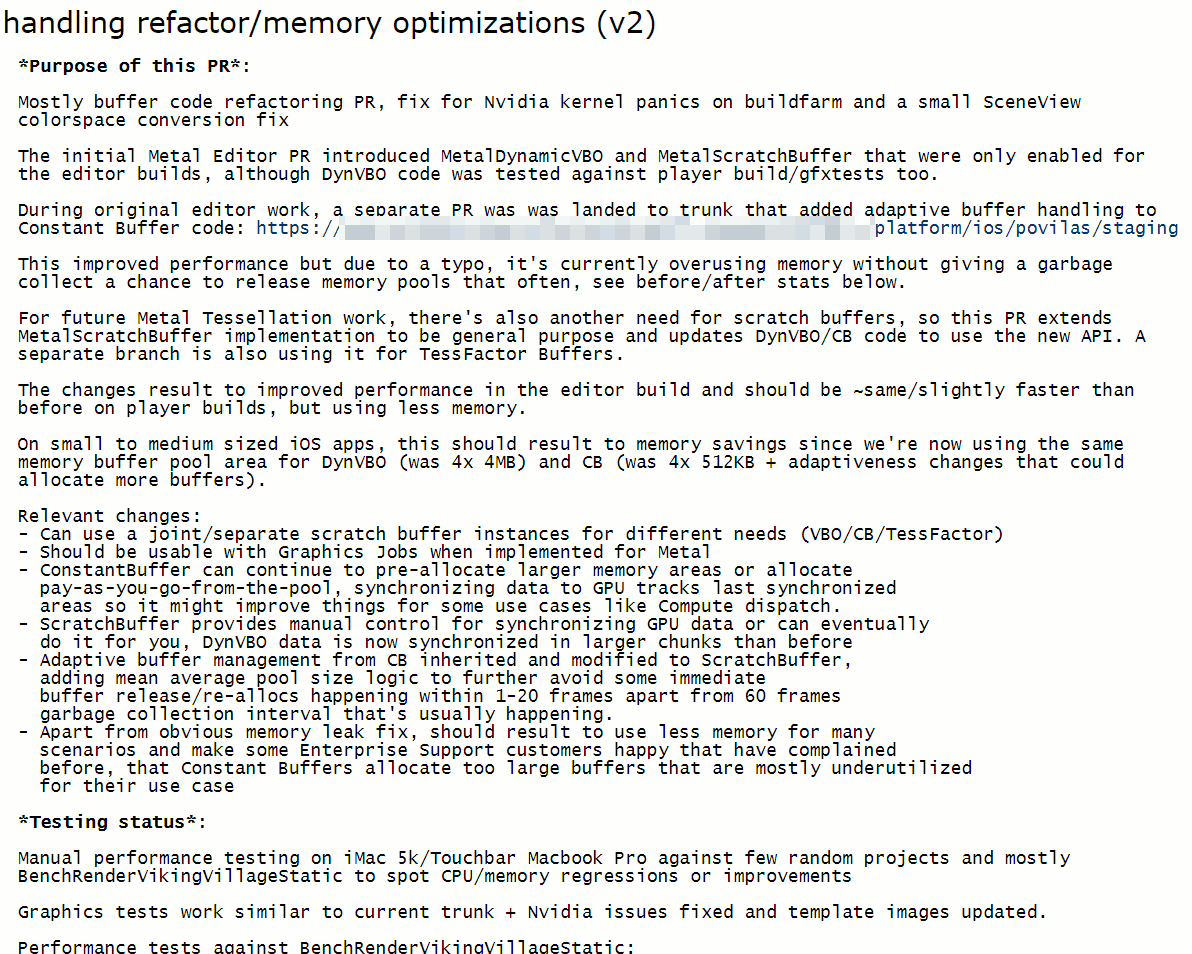 handling refactor/memory optimizations (v2)
*Purpose of this PR*:
Mostly buffer code refactoring PR, fix for Nvidia kernel panics on buildfarm and a small SceneView
colorspace conversion fix
The initial Metal Editor PR introduced MetalDynamicVBO and MetalScratchBuffer that were only enabled for
the editor builds, although DynVBO code was tested against player build/gfxtests too.
During original editor work, a separate PR was was landed to trunk that added adaptive buffer handling to
Constant Buffer code: https:// platform/ios/povilas/staging
This improved performance but due to a typo, it's currently overusing memory without giving a garbage
collect a chance to release memory pools that often, see before/after stats below.
For future Metal Tessellation work, there's also another need for scratch buffers, so this PR extends
MetalScratchBuffer implementation to be general purpose and updates DynVBO/CB code to use the new API. A
separate branch is also using it for TessFactor Buffers.
The changes result to improved performance in the editor build and should be ~same/slightly faster than
before on player builds, but using less memory.
On small to medium sized iOS apps, this should result to memory savings since we're now using the same
memory buffer pool area for DynVBO (was 4x 4MB) and CB (was 4x 512KB + adaptiveness changes that could
allocate more buffers).
Relevant changes:
- Can use a joint/separate scratch buffer instances for different needs (VBO/CB/TessFactor)
- Should be usable with Graphics Jobs when implemented for Metal
- ConstantBuffer can continue to pre-allocate larger memory areas or allocate
pay-as-you-go-from-the-pool, synchronizing data to GPU tracks last synchronized
areas so it might improve things for some use cases like Compute dispatch.
- ScratchBuffer provides manual control for synchronizing GPU data or can eventually
do it for you, DynVBO data is now synchronized in larger chunks than before
- Adaptive buffer management from CB inherited and modified to ScratchBuffer,
adding mean average pool size logic to further avoid some immediate
buffer release/re-allocs happening within 1-20 frames apart from 60 frames
garbage collection interval that's usually happening.
- Apart from obvious memory leak fix, should result to use less memory for many
scenarios and make some Enterprise Support customers happy that have complained
before, that Constant Buffers allocate too large buffers that are mostly underutilized
for their use case
*Testing status*:
Manual performance testing on iMac 5k/Touchbar Macbook Pro against few random projects and mostly
BenchRenderVikingVillageStatic to spot CPU/memory regressions or improvements
Graphics tests work similar to current trunk + Nvidia issues fixed and template images updated.
Performance tests against BenchRenderVikingVillageStatic: